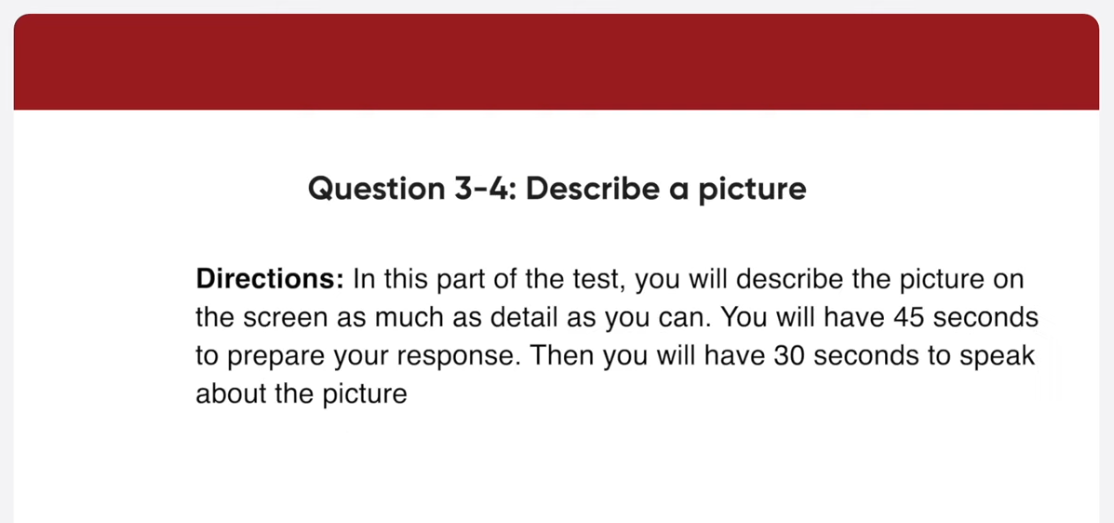 Question 3-4: Describe a picture
Directions: In this part of the test, you will describe the picture on
the screen as much as detail as you can. You will have 45 seconds
to prepare your response. Then you will have 30 seconds to speak
about the picture